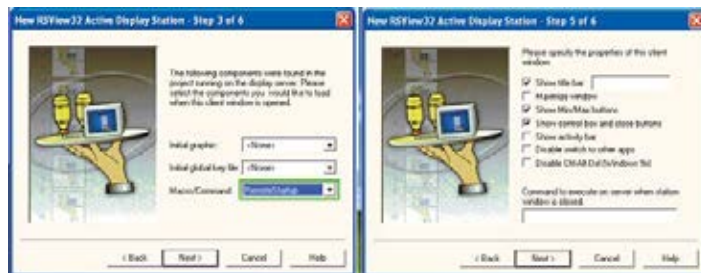 New RSView32 Active Display Station - Step 3 of 6
The following components were found in the
project running on the display server. Please
select the components you would like to load
when this client window is opened.
Initial graphic: <None>
Initial global key file: <None>
Macro/Command: RemoteStartup
< Back Next > Cancel Help
New RSView32 Active Display Station - Step 5 of 6
Please specify the properties of this client
window.
Show title bar:
Maximize window
Show Min/Max buttons
Show control box and close buttons
Show activity bar
Disable switch to other apps
Disable Ctrl-Alt-Del
Command to execute on server when station
window is closed.
< Back Next > Cancel Help